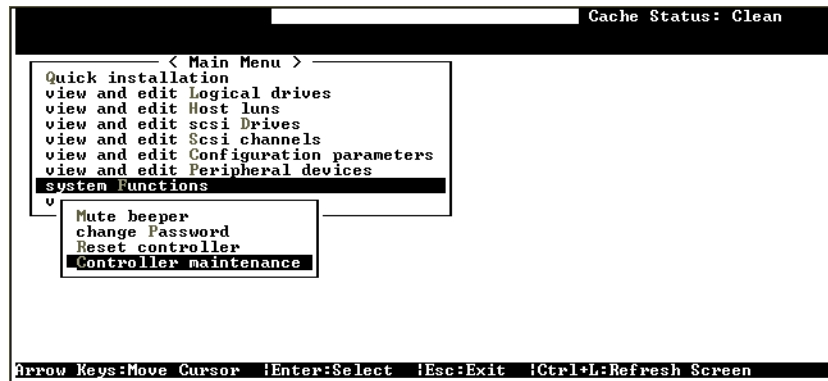 Cache Status: Clean
< Main Menu >
Quick installation
view and edit Logical drives
view and edit Host luns
view and edit scsi Drives
view and edit Scsi channels
view and edit Configuration parameters
view and edit Peripheral devices
system Functions
v
Mute beeper
change Password
Reset controller
Controller maintenance
Arrow Keys:Move Cursor |Enter:Select |Esc:Exit |Ctrl+L:Refresh Screen